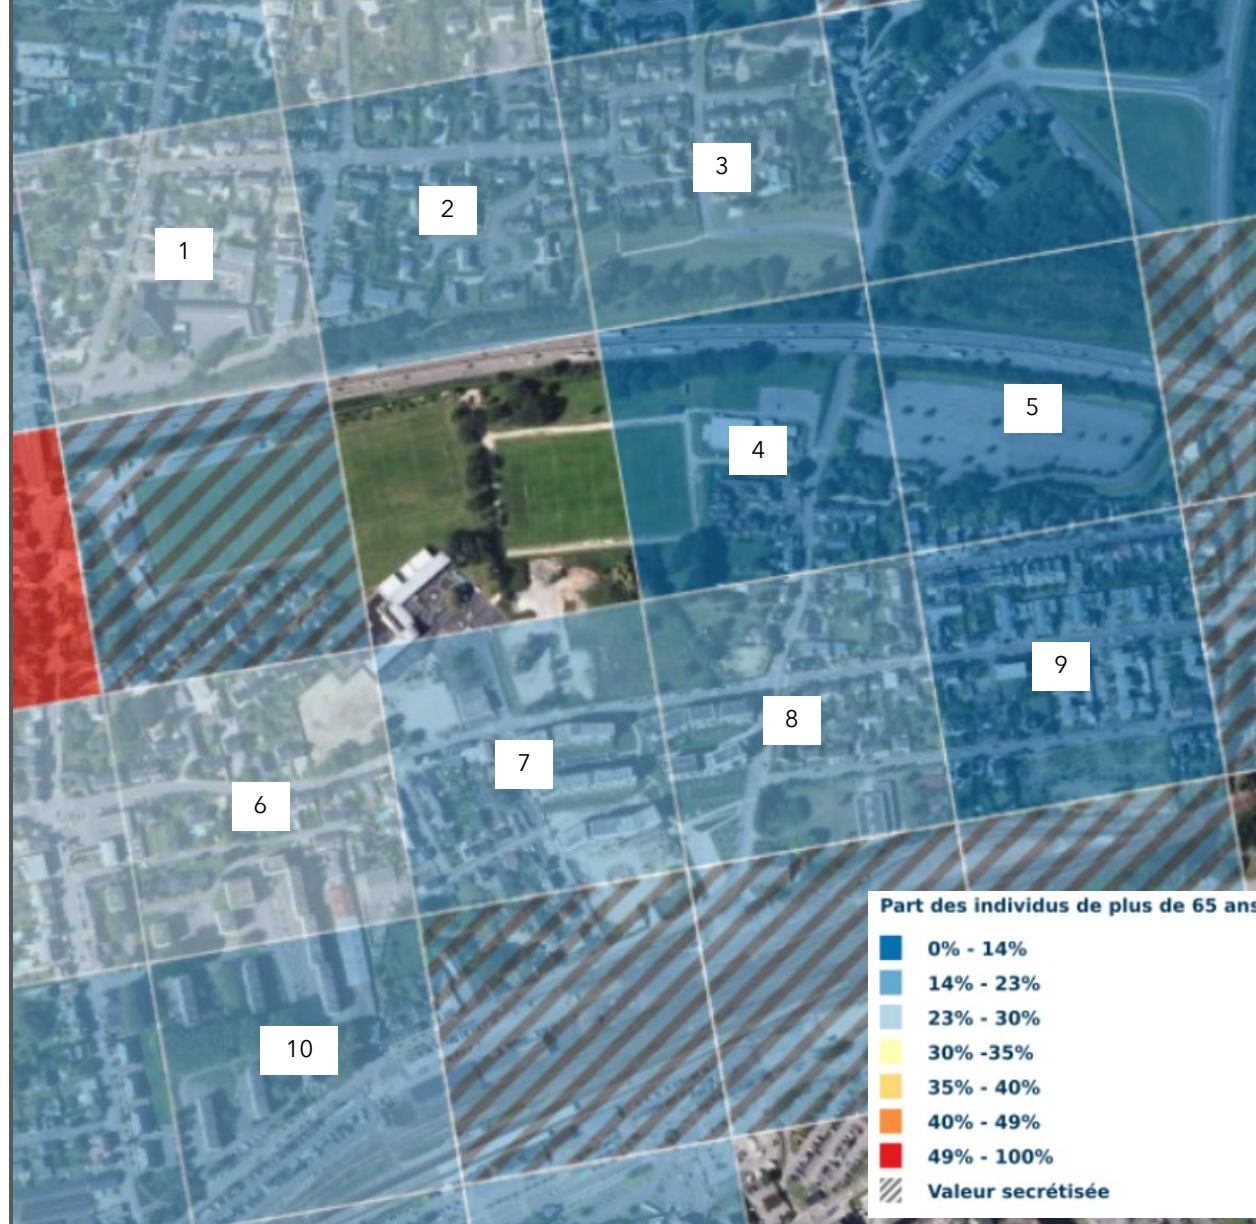 3
2
1
5
4
9
8
7
6
10
Part des individus de plus de 65 ans
0% - 14%
14% - 23%
23% - 30%
30% -35%
35% - 40%
40% - 49%
49% - 100%
Valeur secrétisée